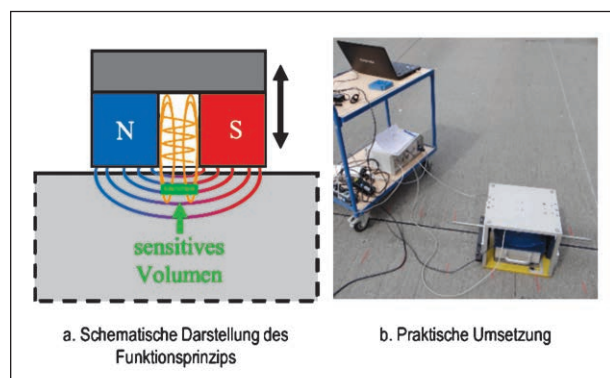 N
S
sensitives
Volumen
a. Schematische Darstellung des
Funktionsprinzips
b. Praktische Umsetzung